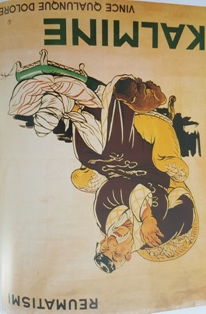 REUMATISMI
KALMINE
VINCE QUALUNQUE DOLORE